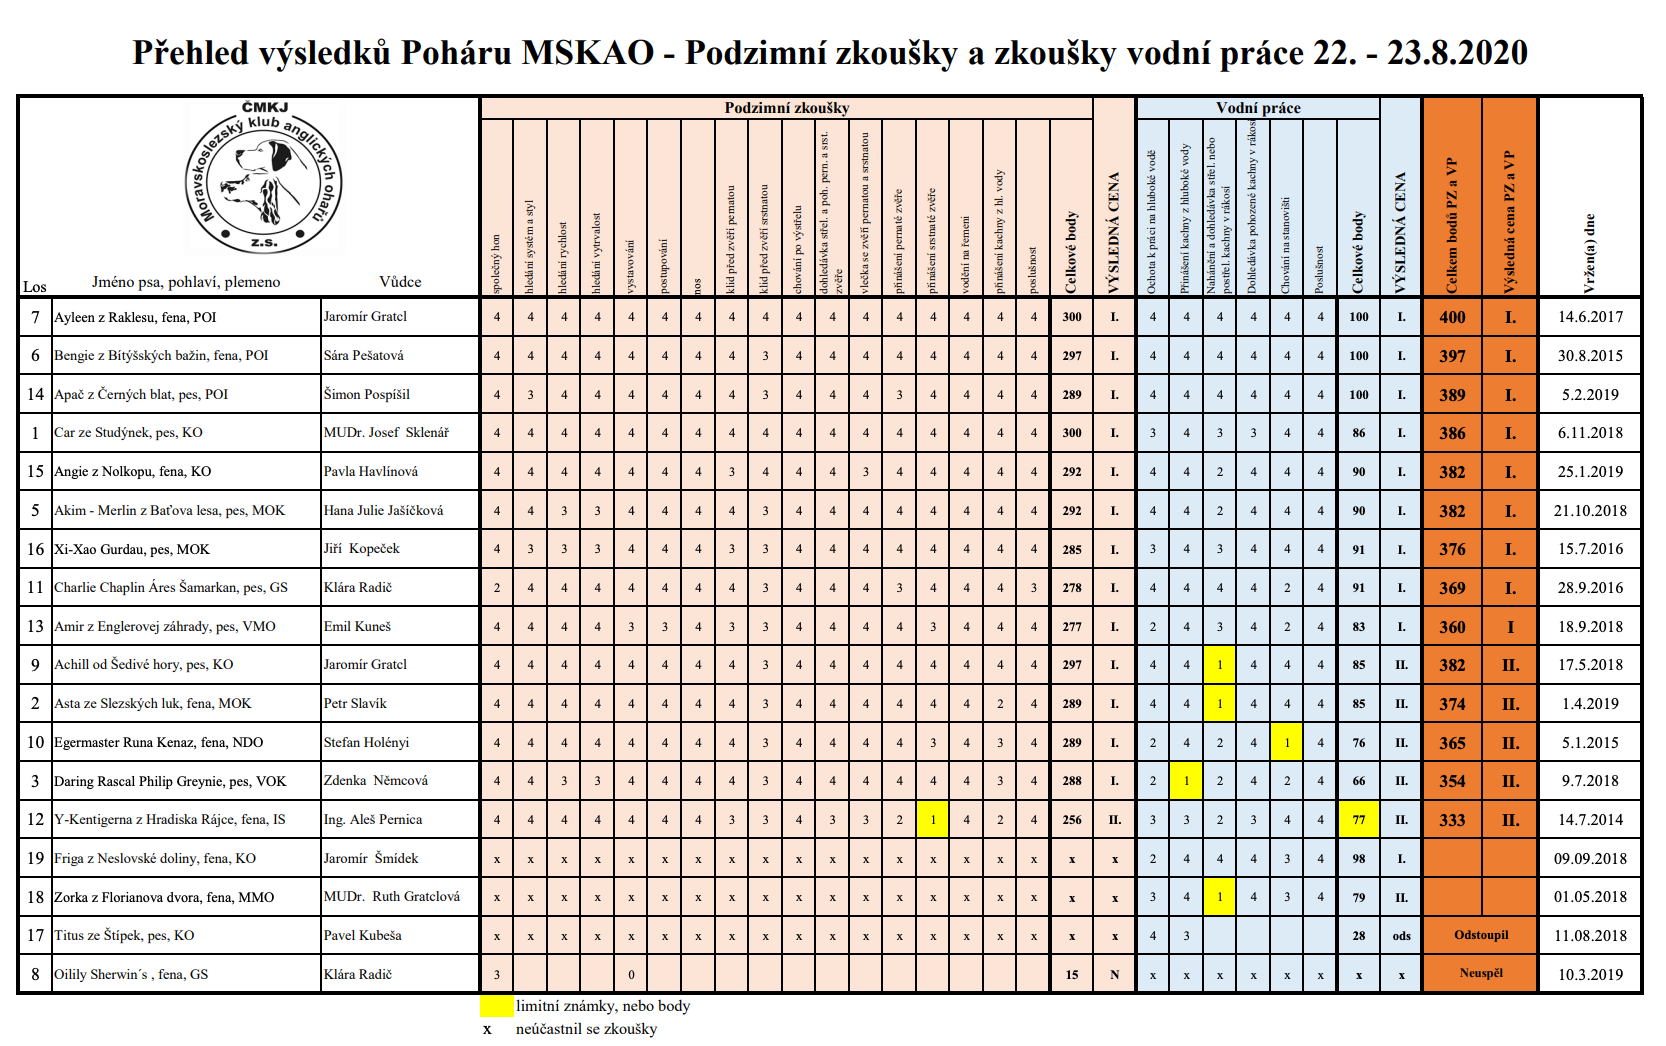 Přehled výsledků Poháru MSKAO - Podzimní zkoušky a zkoušky vodní práce 22. - 23.8.2020
ČMKJ
Moravskoslezský klub anglických ohařů
z.s.
Los
Jméno psa, pohlaví, plemeno
Vůdce
Podzimní zkoušky
společný hon
hledání systém a styl
hledání rychlost
hledání vytrvalost
vystavování
postupování
nos
klid před zvěří pernatou
klid před zvěří srstnatou
chování po výstřelu
dohledávka střel. a poh. pern. a srst. zvěře
vlečka se zvěří pernatou a srstnatou
přinášení pernaté zvěře
přinášení srstnaté zvěře
vodění na řemeni
přinášení kachny z hl. vody
poslušnost
Celkové body
VÝSLEDNÁ CENA
Vodní práce
Ochota k práci na hluboké vodě
Přinášení kachny z hluboké vody
Nahánění a dohledávka střel. nebo postřel. kachny v rákosí
Dohledávka pohozené kachny v rákosí
Chování na stanovišti
Poslušnost
Celkové body
VÝSLEDNÁ CENA
Celkem bodů PZ a VP
Výsledná cena PZ a VP
Vržen(a) dne
7 Ayleen z Raklesu, fena, POI Jaromír Gratcl 4 4 4 4 4 4 4 4 4 4 4 4 4 4 4 4 4 300 I. 4 4 4 4 4 4 100 I. 400 I. 14.6.2017
6 Bengie z Bítýšských bažin, fena, POI Sára Pešatová 4 4 4 4 4 4 4 4 3 4 4 4 4 4 4 4 4 297 I. 4 4 4 4 4 4 100 I. 397 I. 30.8.2015
14 Apač z Černých blat, pes, POI Šimon Pospíšil 4 3 4 4 4 4 4 4 3 4 4 4 3 4 4 4 4 289 I. 4 4 4 4 4 4 100 I. 389 I. 5.2.2019
1 Car ze Studýnek, pes, KO MUDr. Josef Sklenář 4 4 4 4 4 4 4 4 4 4 4 4 4 4 4 4 4 300 I. 3 4 3 3 4 4 86 I. 386 I. 6.11.2018
15 Angie z Nolkopu, fena, KO Pavla Havlínová 4 4 4 4 4 4 4 3 4 4 4 3 4 4 4 4 4 292 I. 4 4 2 4 4 4 90 I. 382 I. 25.1.2019
5 Akim - Merlin z Baťova lesa, pes, MOK Hana Julie Jašíčková 4 4 3 3 4 4 4 4 3 4 4 4 4 4 4 4 4 292 I. 4 4 2 4 4 4 90 I. 382 I. 21.10.2018
16 Xi-Xao Gurdau, pes, MOK Jiří Kopeček 4 3 3 3 4 4 4 3 3 4 4 4 4 4 4 4 4 285 I. 3 4 3 4 4 4 91 I. 376 I. 15.7.2016
11 Charlie Chaplin Áres Šamarkan, pes, GS Klára Radič 2 4 4 4 4 4 4 4 3 4 4 4 3 4 4 4 3 278 I. 4 4 4 4 2 4 91 I. 369 I. 28.9.2016
13 Amir z Englerovej záhrady, pes, VMO Emil Kuneš 4 4 4 4 3 3 4 3 3 4 4 4 4 3 4 4 4 277 I. 2 4 3 4 2 4 83 I. 360 I 18.9.2018
9 Achill od Šedivé hory, pes, KO Jaromír Gratcl 4 4 4 4 4 4 4 4 3 4 4 4 4 4 4 4 4 297 I. 4 4 1 4 4 4 85 II. 382 II. 17.5.2018
2 Asta ze Slezských luk, fena, MOK Petr Slavík 4 4 4 4 4 4 4 4 3 4 4 4 4 4 4 2 4 289 I. 4 4 1 4 4 4 85 II. 374 II. 1.4.2019
10 Egermaster Runa Kenaz, fena, NDO Stefan Holényi 4 4 4 4 4 4 4 4 3 4 4 4 4 3 4 3 4 289 I. 2 4 2 4 1 4 76 II. 365 II. 5.1.2015
3 Daring Rascal Philip Greynie, pes, VOK Zdenka Němcová 4 4 3 3 4 4 4 4 3 4 4 4 4 4 4 3 4 288 I. 2 1 2 4 2 4 66 II. 354 II. 9.7.2018
12 Y-Kentigerna z Hradiska Rájce, fena, IS Ing. Aleš Pernica 4 4 4 4 4 4 4 3 3 4 3 3 2 1 4 2 4 256 II. 3 3 2 3 4 4 77 II. 333 II. 14.7.2014
19 Friga z Neslovské doliny, fena, KO Jaromír Šmídek x x x x x x x x x x x x x x x x x x x 2 4 4 4 3 4 98 I. 09.09.2018
18 Zorka z Florianova dvora, fena, MMO MUDr. Ruth Gratclová x x x x x x x x x x x x x x x x x x x 3 4 1 4 3 4 79 II. 01.05.2018
17 Titus ze Štípek, pes, KO Pavel Kubeša x x x x x x x x x x x x x x x x x x x 4 3 28 ods Odstoupil 11.08.2018
8 Oilily Sherwin´s , fena, GS Klára Radič 3 0 15 N x x x x x x x x Neuspěl 10.3.2019
limitní známky, nebo body
x neúčastnil se zkoušky